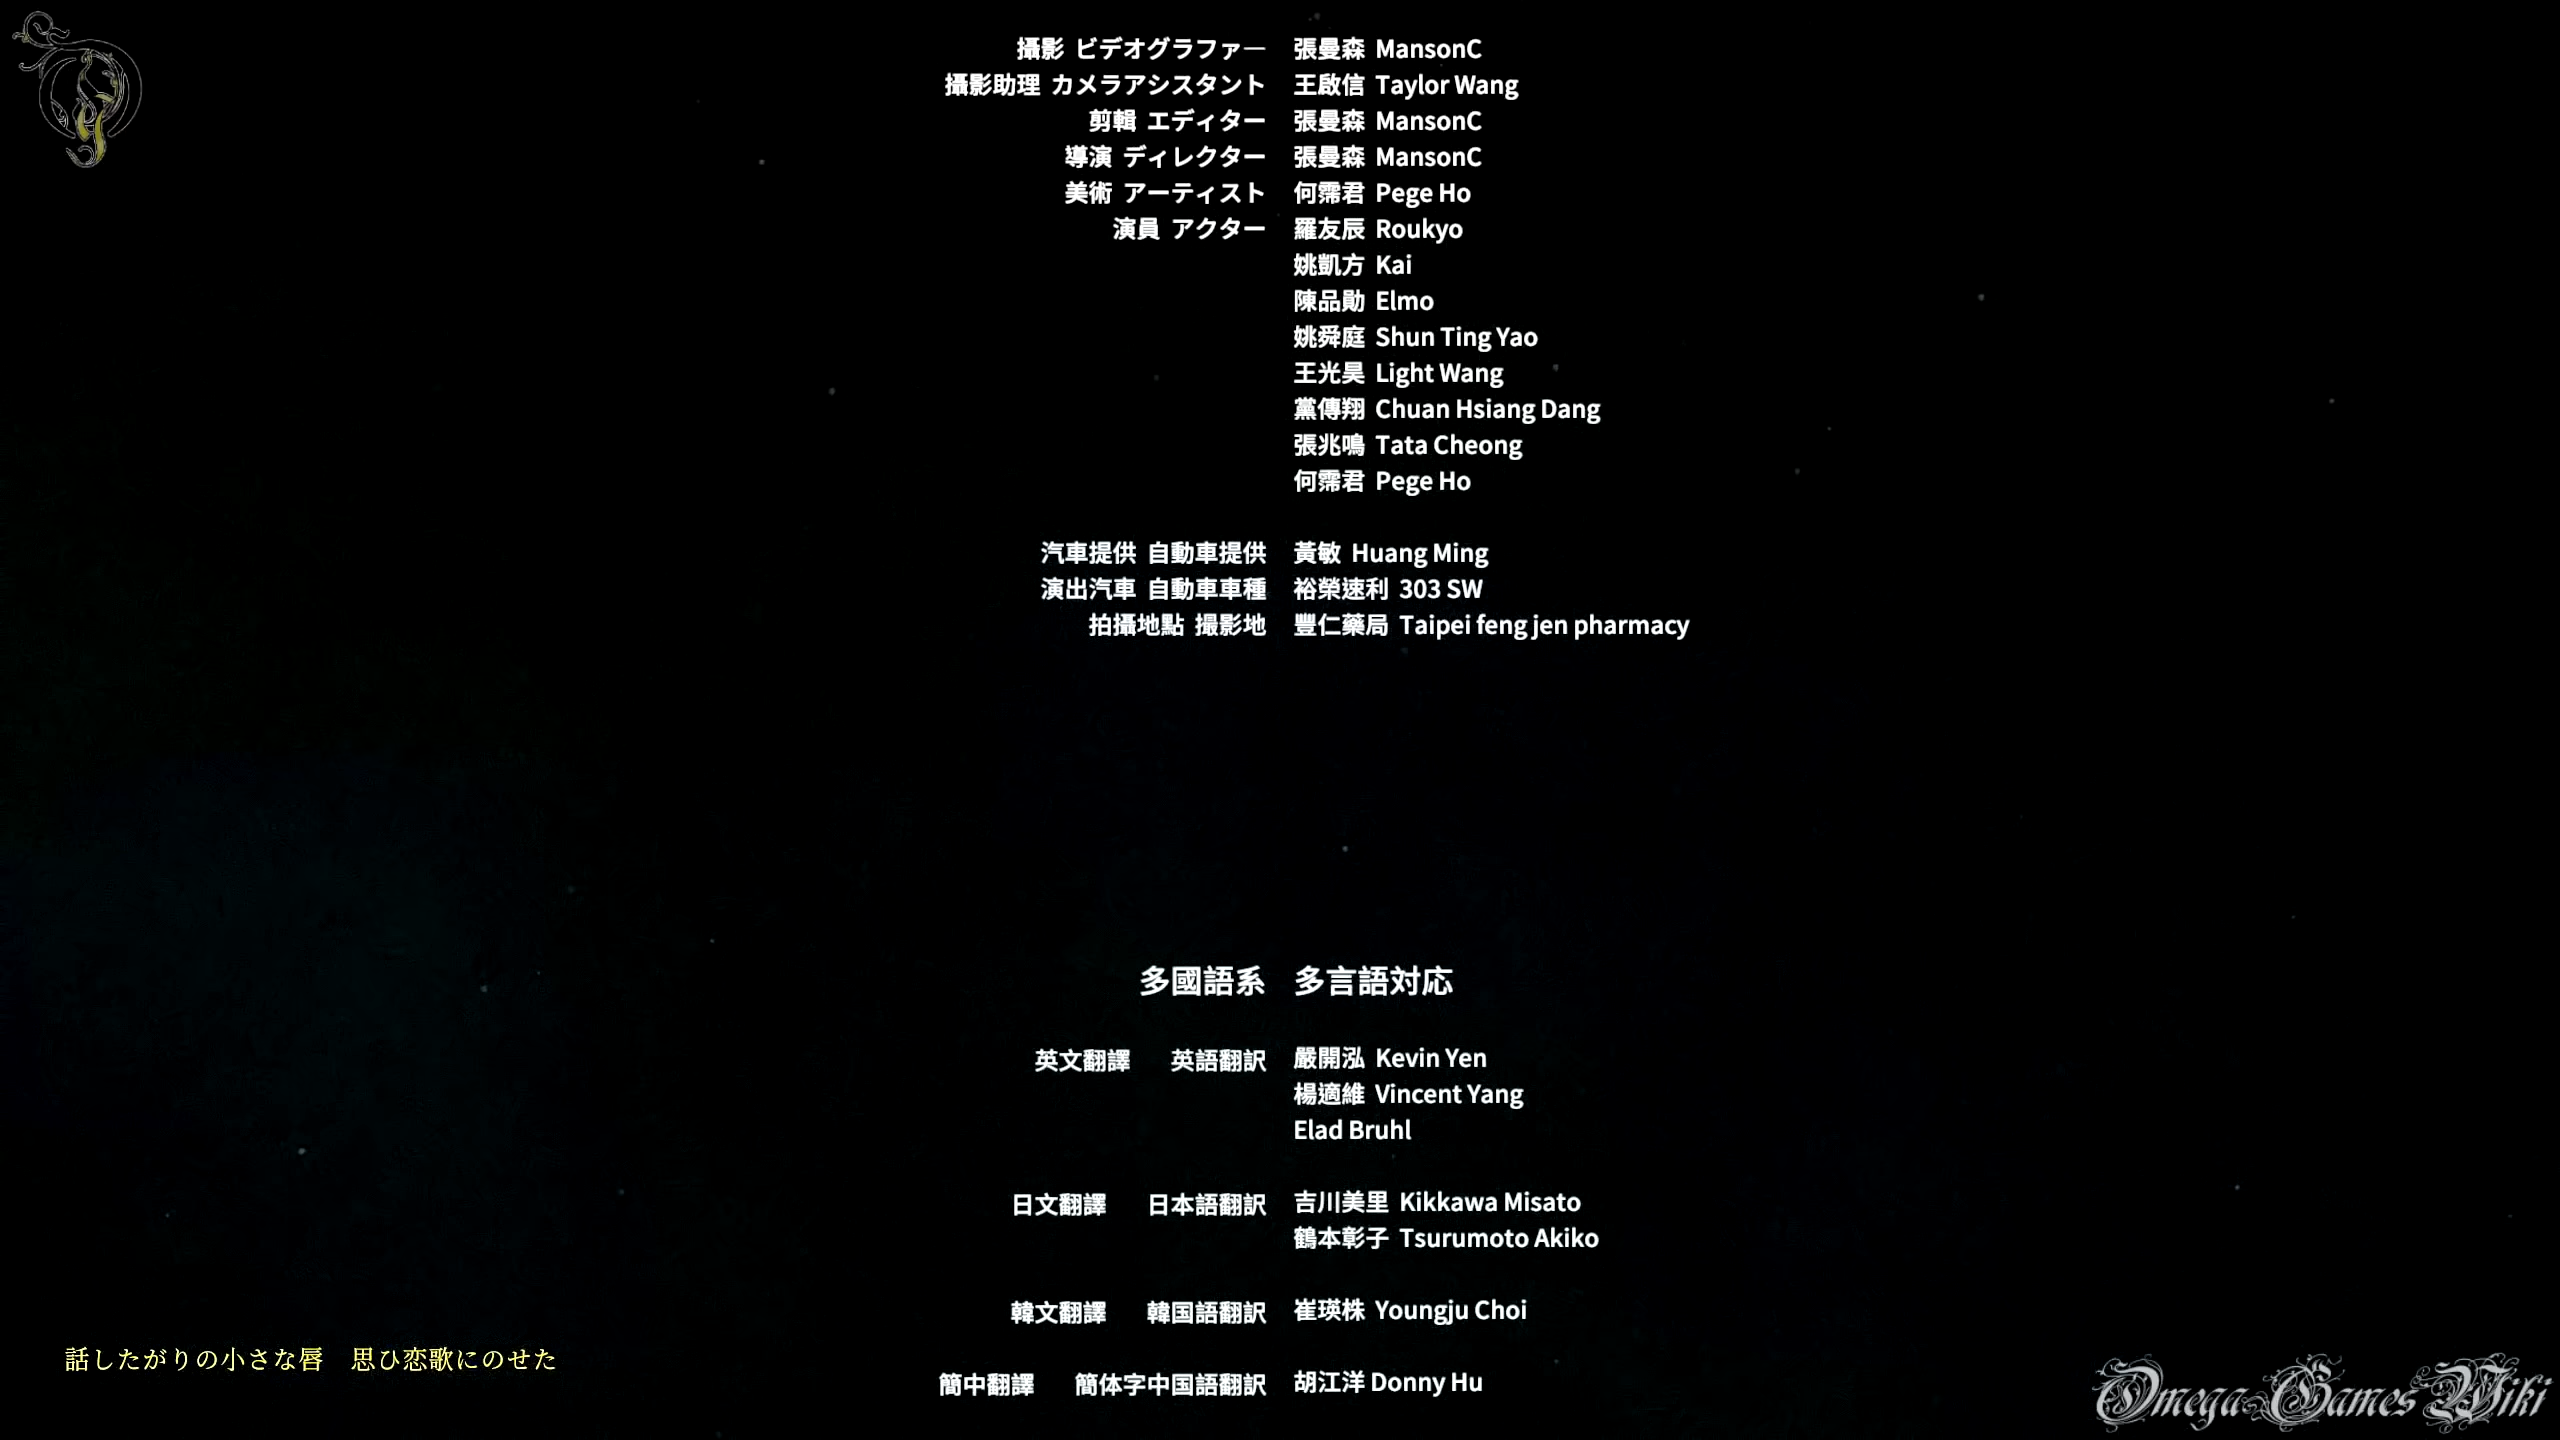 攝影 ビデオグラファ― 張曼森 MansonC
攝影助理 カメラアシスタント 王啟信 Taylor Wang
剪輯 エディター 張曼森 MansonC
導演 ディレクター 張曼森 MansonC
美術 アーティスト 何霈君 Pege Ho
演員 アクター 羅友辰 Roukyo
姚凱方 Kai
陳品勛 Elmo
姚舜庭 Shun Ting Yao
王光昊 Light Wang
黨傳翔 Chuan Hsiang Dang
張兆鳴 Tata Cheong
何霈君 Pege Ho
汽車提供 自動車提供 黃敏 Huang Ming
演出汽車 自動車車種 裕榮速利 303 SW
拍攝地點 撮影地 豐仁藥局 Taipei feng jen pharmacy
多國語系 多言語対応
英文翻譯 英語翻訳 嚴開泓 Kevin Yen
楊適維 Vincent Yang
Elad Bruhl
日文翻譯 日本語翻訳 吉川美里 Kikkawa Misato
鶴本彰子 Tsurumoto Akiko
韓文翻譯 韓国語翻訳 崔瑛株 Youngju Choi
簡中翻譯 簡体字中国語翻訳 胡江洋 Donny Hu
話したがりの小さな唇 思ひ恋歌にのせた
Omega Games Wiki